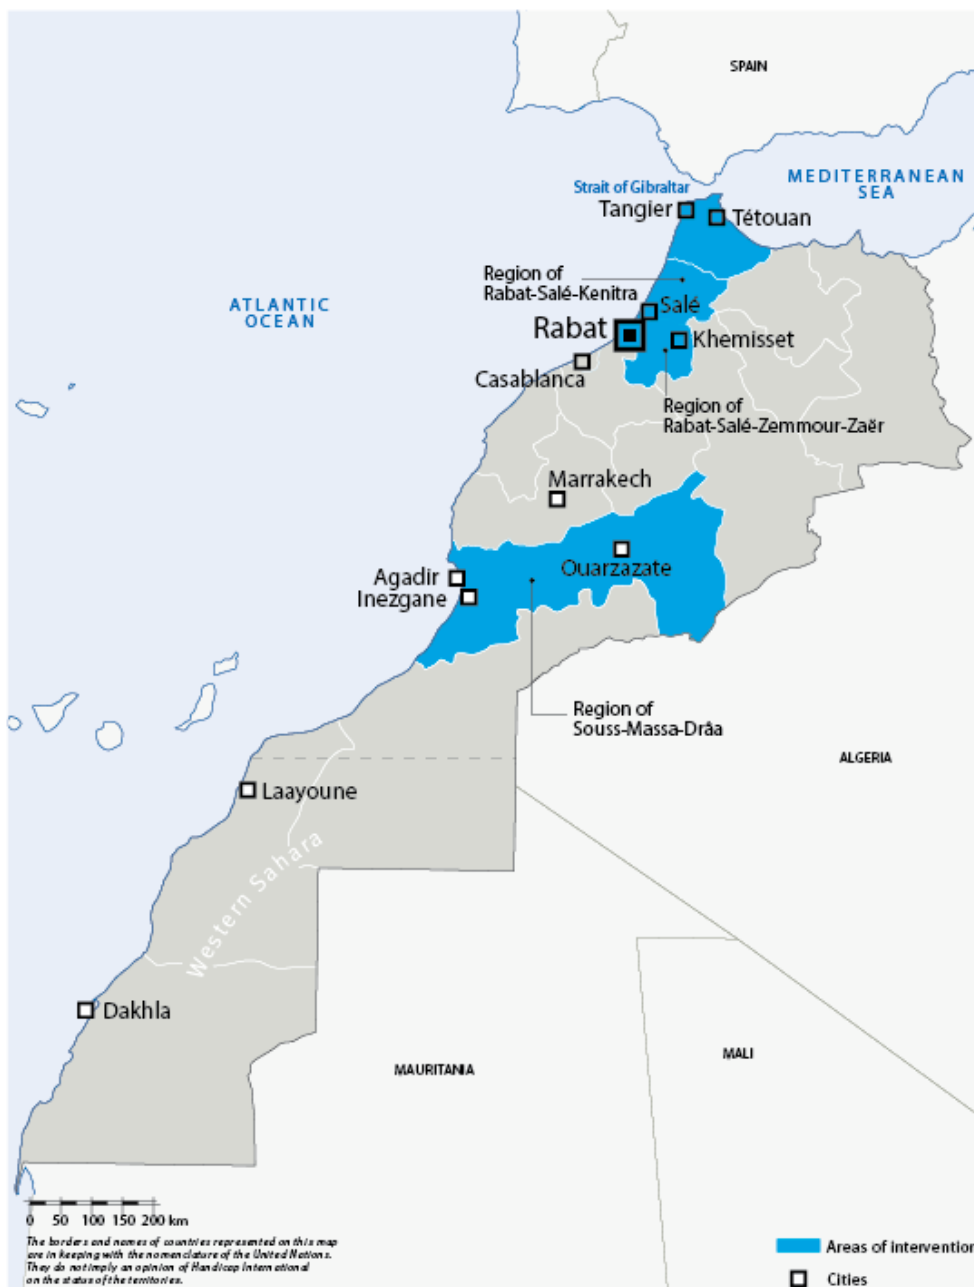 SPAIN
MEDITERRANEAN
SEA
Strait of Gibraltar
Tangier
Tétouan
Region of
Rabat-Salé-Kenitra
ATLANTIC
OCEAN
Salé
Rabat
Khemisset
Casablanca
Region of
Rabat-Salé-Zemmour-Zaër
Marrakech
Ouarzazate
Agadir
Inezgane
Region of
Souss-Massa-Drâa
ALGERIA
Laayoune
Western Sahara
Dakhla
MAURITANIA
MALI
0 50 100 150 200 km
The borders and names of countries represented on this map
are in keeping with the nomenclature of the United Nations.
They do not imply an opinion of Handicap International
on the status of the territories.
Areas of intervention
Cities